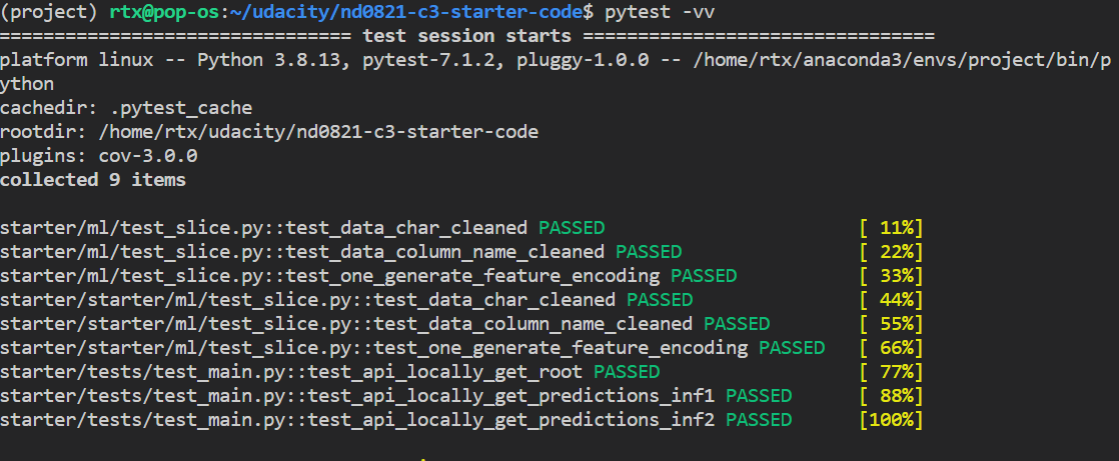 (project) rtx@pop-os:~/udacity/nd0821-c3-starter-code$ pytest -vv
================================ test session starts ================================
platform linux -- Python 3.8.13, pytest-7.1.2, pluggy-1.0.0 -- /home/rtx/anaconda3/envs/project/bin/p
ython
cachedir: .pytest_cache
rootdir: /home/rtx/udacity/nd0821-c3-starter-code
plugins: cov-3.0.0
collected 9 items
starter/ml/test_slice.py::test_data_char_cleaned PASSED [ 11%]
starter/ml/test_slice.py::test_data_column_name_cleaned PASSED [ 22%]
starter/ml/test_slice.py::test_one_generate_feature_encoding PASSED [ 33%]
starter/starter/ml/test_slice.py::test_data_char_cleaned PASSED [ 44%]
starter/starter/ml/test_slice.py::test_data_column_name_cleaned PASSED [ 55%]
starter/starter/ml/test_slice.py::test_one_generate_feature_encoding PASSED [ 66%]
starter/tests/test_main.py::test_api_locally_get_root PASSED [ 77%]
starter/tests/test_main.py::test_api_locally_get_predictions_inf1 PASSED [ 88%]
starter/tests/test_main.py::test_api_locally_get_predictions_inf2 PASSED [100%]